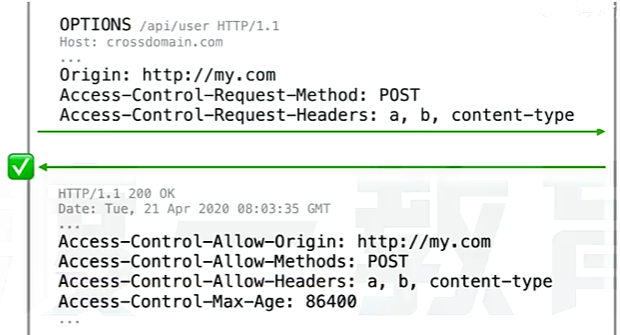 OPTIONS /api/user HTTP/1.1
Host: crossdomain.com
...
Origin: http://my.com
Access-Control-Request-Method: POST
Access-Control-Request-Headers: a, b, content-type
HTTP/1.1 200 OK
Date: Tue, 21 Apr 2020 08:03:35 GMT
...
Access-Control-Allow-Origin: http://my.com
Access-Control-Allow-Methods: POST
Access-Control-Allow-Headers: a, b, content-type
Access-Control-Max-Age: 86400
...